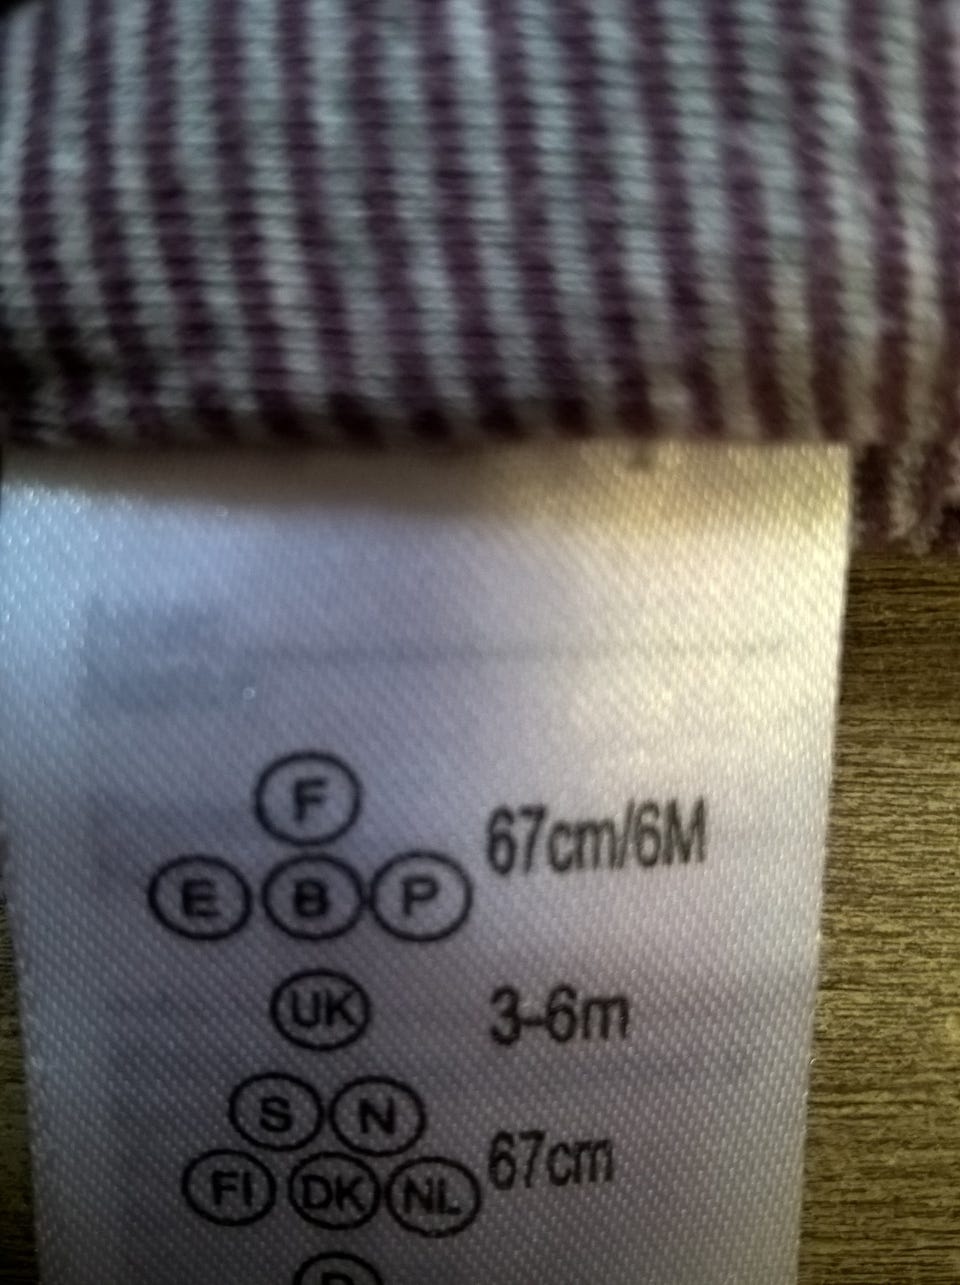 F
E B P 67cm/6M
UK 3-6m
S N
FI DK NL 67cm